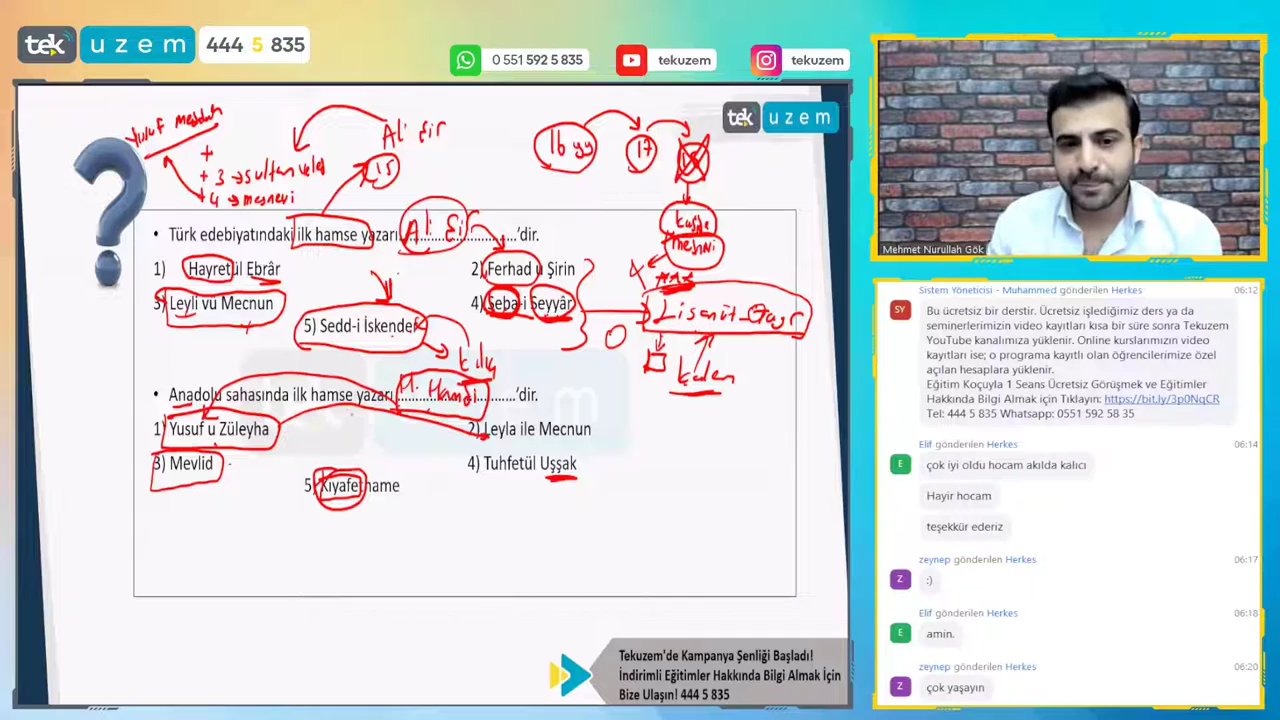 tek uzem 444 5 835
0 551 592 5 835 tekuzem tekuzem
tek uzem
Yusuf meddah
+
+ 3 → sultan veled
+ 4 → mesnevi
Ali Şir
15
16 yy
17
Türk edebiyatındaki ilk hamse yazarı Ali Şir ...............'dir.
1) Hayretül Ebrâr
2) Ferhad u Şirin
3) Leyli vü Mecnun
4) Seba-i Seyyâr
5) Sedd-i İskender
Lisanüt-Tayr
Anadolu sahasında ilk hamse yazarı H. Hamdi ...............'dir.
1) Yusuf u Züleyha
2) Leyla ile Mecnun
3) Mevlid
4) Tuhfetül Uşşak
5) Kıyafetname
Tekuzem'de Kampanya Şenliği Başladı!
İndirimli Eğitimler Hakkında Bilgi Almak İçin
Bize Ulaşın! 444 5 835
Mehmet Nurullah Gök
Sistem Yöneticisi - Muhammed gönderilen Herkes 06:12
SY
Bu ücretsiz bir derstir. Ücretsiz işlediğimiz ders ya da
seminerlerimizin video kayıtları kısa bir süre sonra Tekuzem
YouTube kanalımıza yüklenir. Online kurslarımızın video
kayıtları ise; o programa kayıtlı olan öğrencilerimize özel
açılan hesaplara yüklenir.
Eğitim Koçuyla 1 Seans Ücretsiz Görüşmek ve Eğitimler
Hakkında Bilgi Almak için Tıklayın: https://bit.ly/3p0NqCR
Tel: 444 5 835 Whatsapp: 0551 592 58 35
Elif gönderilen Herkes 06:14
E
çok iyi oldu hocam akılda kalıcı
Hayir hocam
teşekkür ederiz
zeynep gönderilen Herkes 06:17
Z
:)
Elif gönderilen Herkes 06:18
E
amin.
zeynep gönderilen Herkes 06:20
Z
çok yaşayın